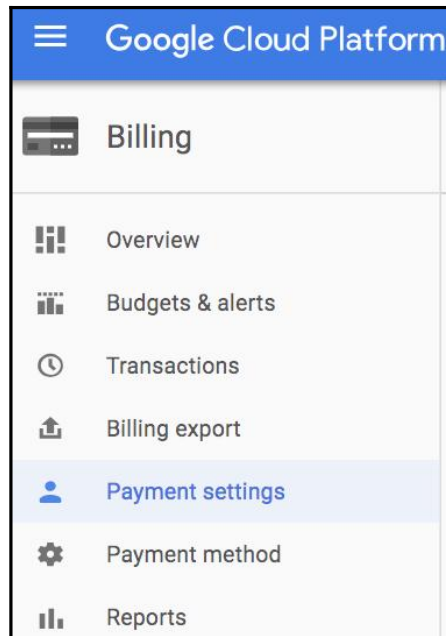 Google Cloud Platform
Billing
Overview
Budgets & alerts
Transactions
Billing export
Payment settings
Payment method
Reports